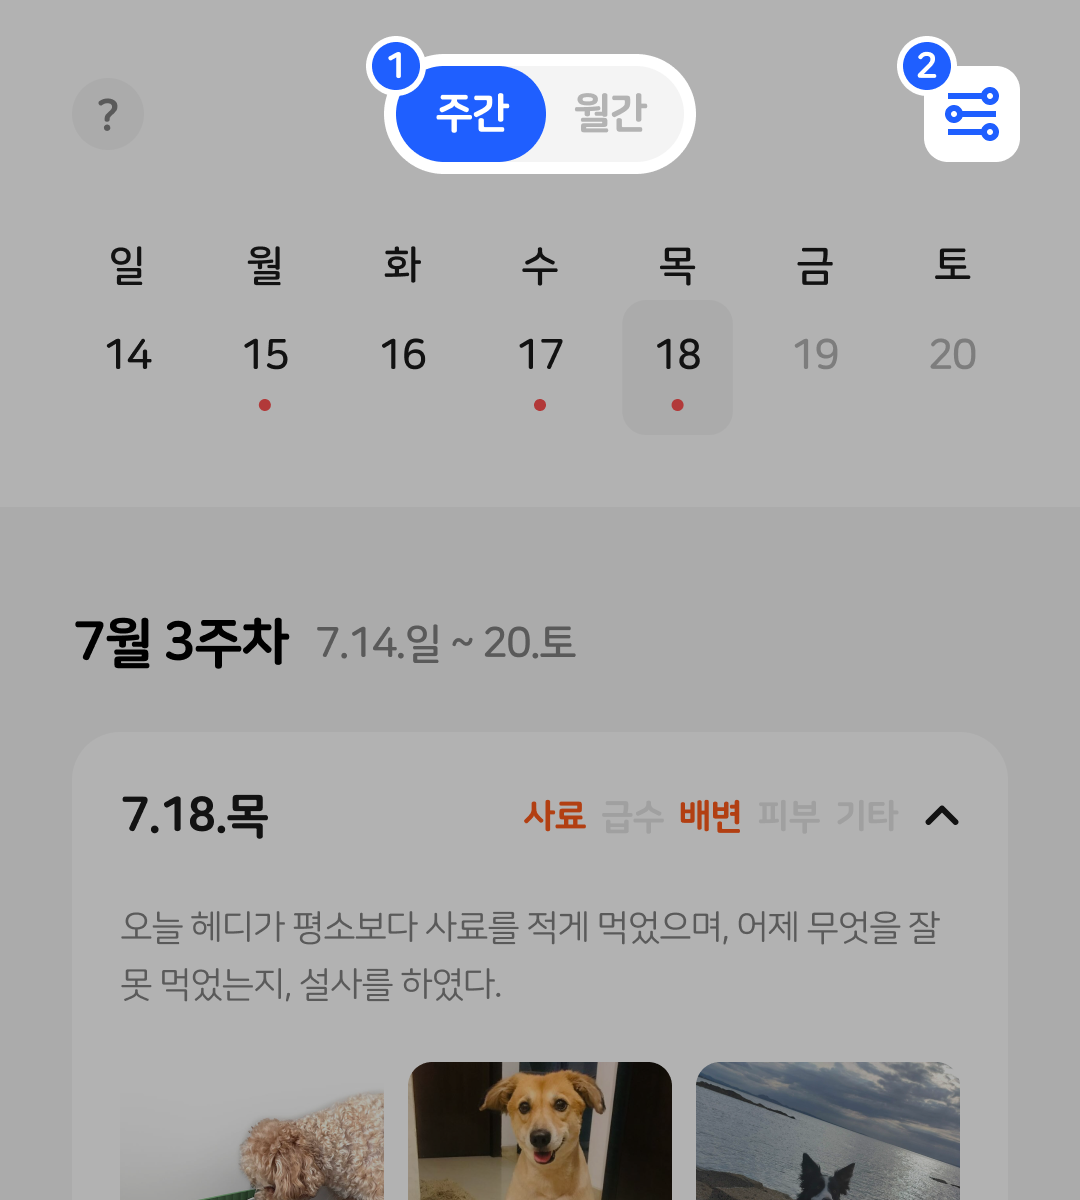 1
2
?
주간 월간
일 월 화 수 목 금 토
14 15 16 17 18 19 20
7월 3주차 7.14.일 ~ 20.토
7.18.목 사료 급수 배변 피부 기타
오늘 헤디가 평소보다 사료를 적게 먹었으며, 어제 무엇을 잘
못 먹었는지, 설사를 하였다.